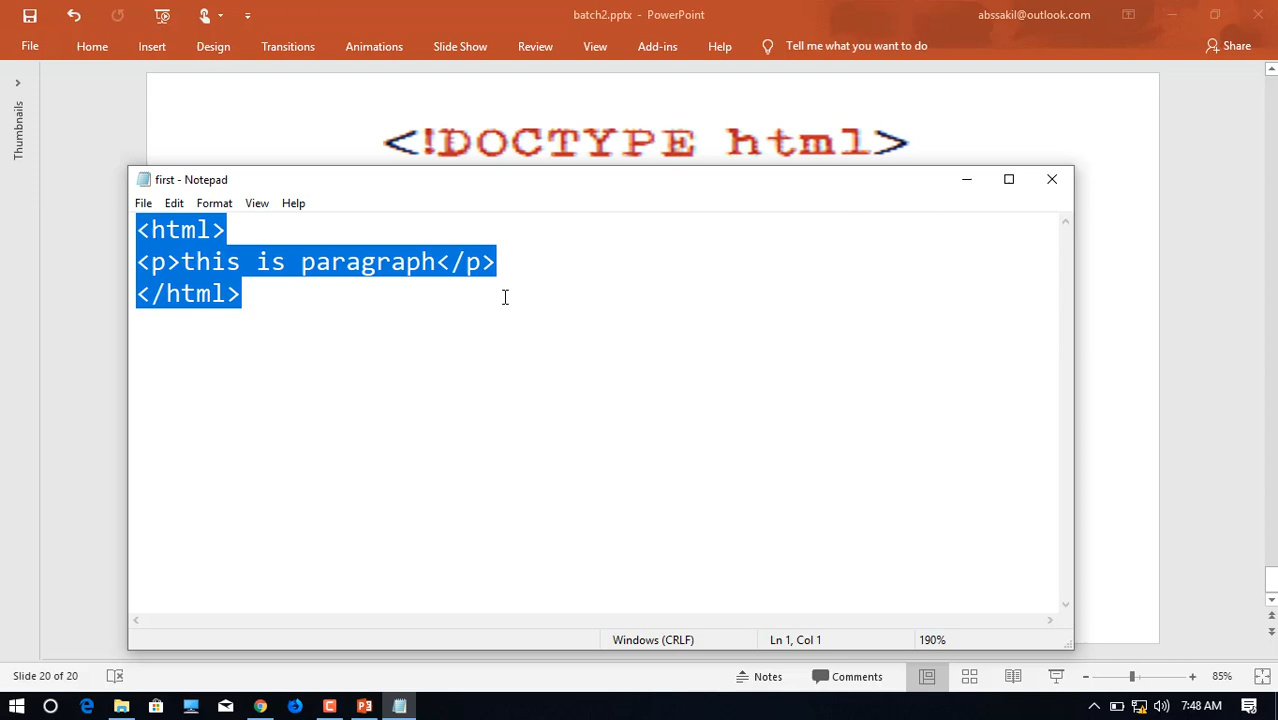 batch2.pptx - PowerPoint
abssakil@outlook.com
File Home Insert Design Transitions Animations Slide Show Review View Add-ins Help Tell me what you want to do Share
Thumbnails
<!DOCTYPE html>
first - Notepad
File Edit Format View Help
<html>
<p>this is paragraph</p>
</html>
Windows (CRLF) Ln 1, Col 1 190%
Slide 20 of 20 Notes Comments 85%
7:48 AM